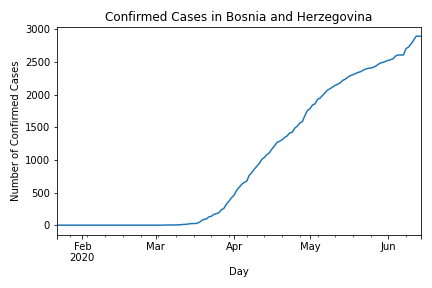 Confirmed Cases in Bosnia and Herzegovina
3000
2500
2000
1500
1000
500
0
Number of Confirmed Cases
Feb Mar Apr May Jun
2020
Day